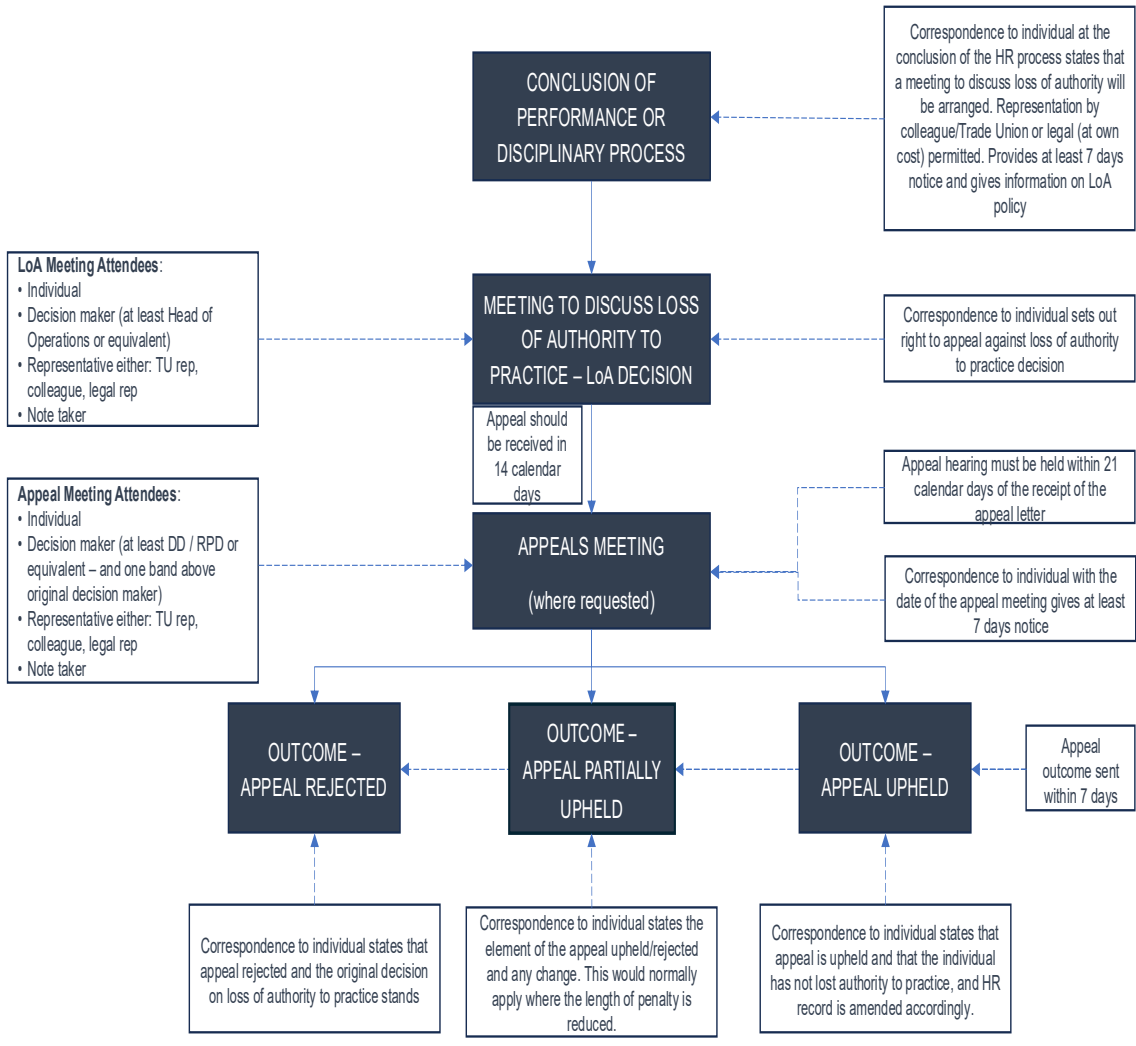 Correspondence to individual at the
conclusion of the HR process states that
a meeting to discuss loss of authority will
be arranged. Representation by
colleague/Trade Union or legal (at own
cost) permitted. Provides at least 7 days
notice and gives information on LoA
policy
CONCLUSION OF
PERFORMANCE OR
DISCIPLINARY PROCESS
LoA Meeting Attendees:
• Individual
• Decision maker (at least Head of
Operations or equivalent)
• Representative either: TU rep,
colleague, legal rep
• Note taker
MEETING TO DISCUSS LOSS
OF AUTHORITY TO
PRACTICE – LoA DECISION
Correspondence to individual sets out
right to appeal against loss of authority
to practice decision
Appeal should
be received in
14 calendar
days
Appeal Meeting Attendees:
• Individual
• Decision maker (at least DD / RPD or
equivalent – and one band above
original decision maker)
• Representative either: TU rep,
colleague, legal rep
• Note taker
APPEALS MEETING
(where requested)
Appeal hearing must be held within 21
calendar days of the receipt of the
appeal letter
Correspondence to individual with the
date of the appeal meeting gives at least
7 days notice
OUTCOME –
APPEAL REJECTED
OUTCOME –
APPEAL PARTIALLY
UPHELD
OUTCOME –
APPEAL UPHELD
Appeal
outcome sent
within 7 days
Correspondence to individual states that
appeal rejected and the original decision
on loss of authority to practice stands
Correspondence to individual states the
element of the appeal upheld/rejected
and any change. This would normally
apply where the length of penalty is
reduced.
Correspondence to individual states that
appeal is upheld and that the individual
has not lost authority to practice, and HR
record is amended accordingly.